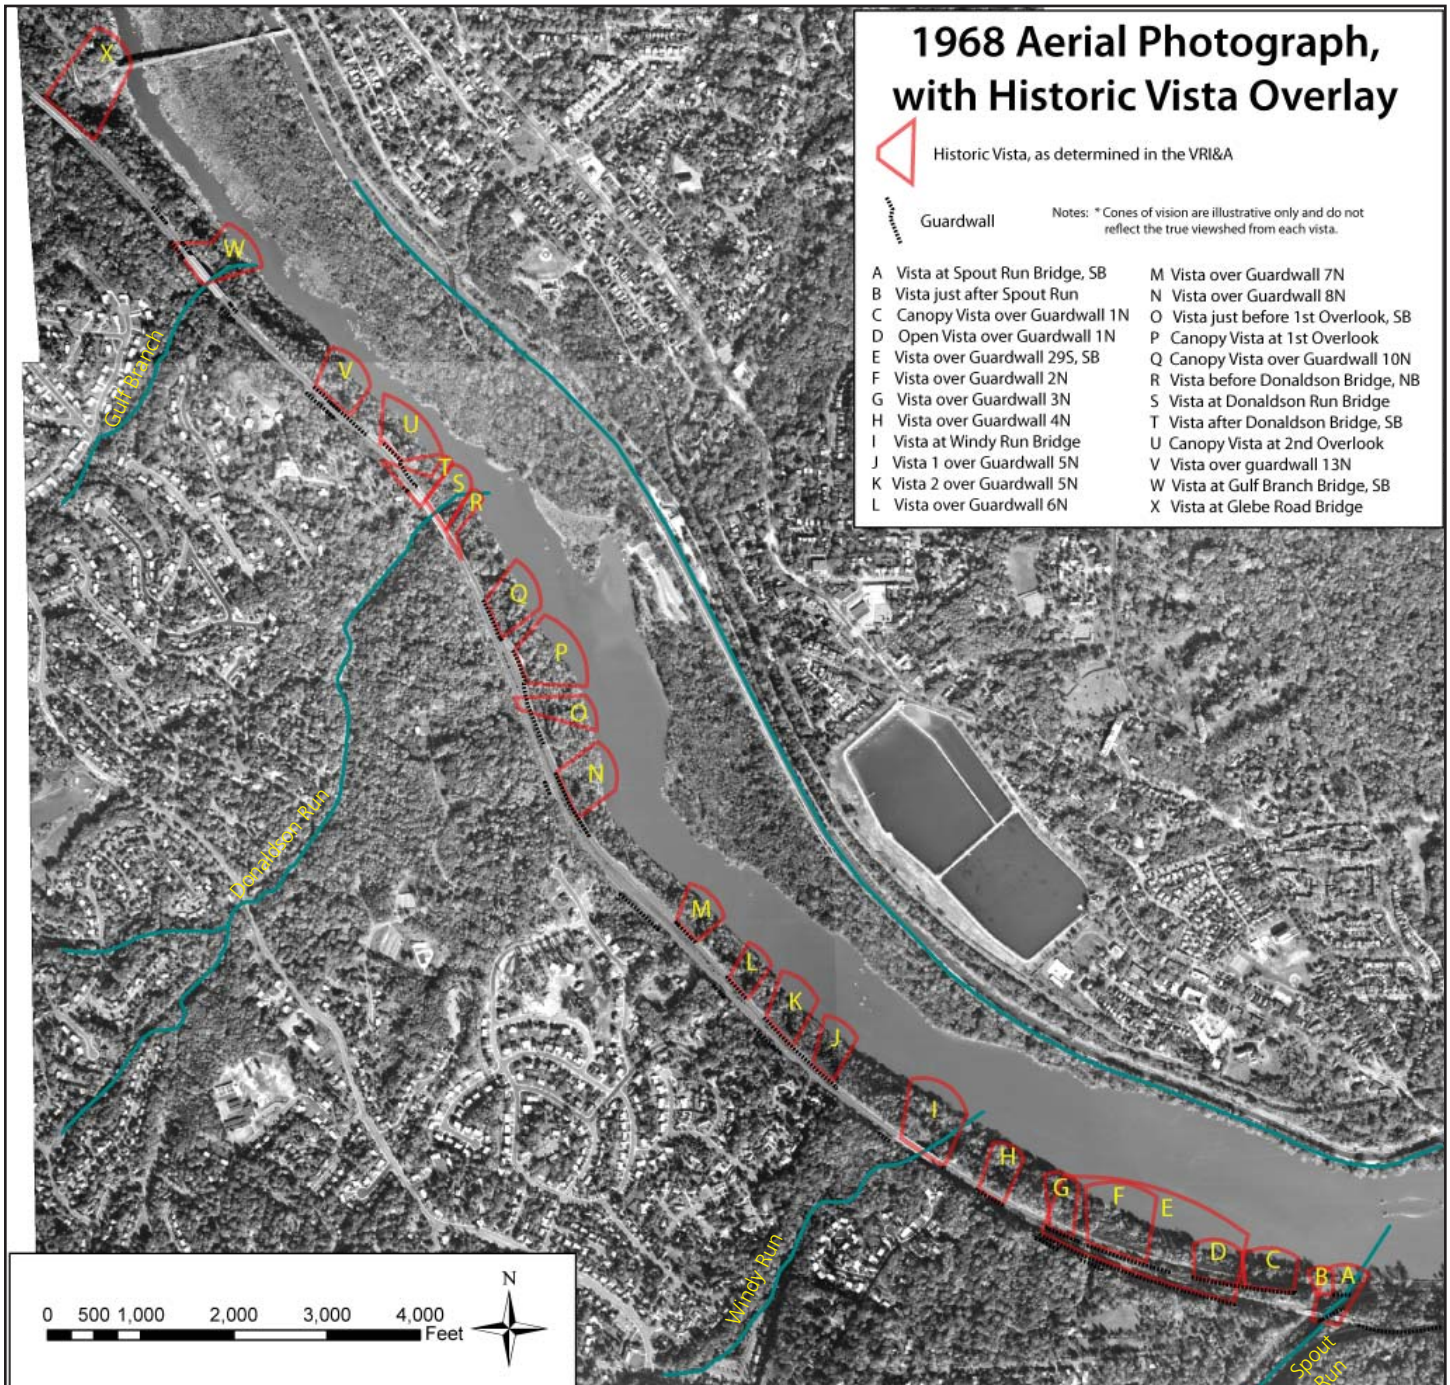 1968 Aerial Photograph,
with Historic Vista Overlay
Historic Vista, as determined in the VRI&A
Guardwall
Notes: * Cones of vision are illustrative only and do not
reflect the true viewshed from each vista.
A Vista at Spout Run Bridge, SB
B Vista just after Spout Run
C Canopy Vista over Guardwall 1N
D Open Vista over Guardwall 1N
E Vista over Guardwall 29S, SB
F Vista over Guardwall 2N
G Vista over Guardwall 3N
H Vista over Guardwall 4N
I Vista at Windy Run Bridge
J Vista 1 over Guardwall 5N
K Vista 2 over Guardwall 5N
L Vista over Guardwall 6N
M Vista over Guardwall 7N
N Vista over Guardwall 8N
O Vista just before 1st Overlook, SB
P Canopy Vista at 1st Overlook
Q Canopy Vista over Guardwall 10N
R Vista before Donaldson Bridge, NB
S Vista at Donaldson Run Bridge
T Vista after Donaldson Bridge, SB
U Canopy Vista at 2nd Overlook
V Vista over guardwall 13N
W Vista at Gulf Branch Bridge, SB
X Vista at Glebe Road Bridge
X
W
Gulf Branch
V
U
T
S
R
Q
P
O
N
Donaldson Run
M
L
K
J
I
H
G
F
E
D
C
B
A
Windy Run
Spout
Run
N
0 500 1,000 2,000 3,000 4,000
Feet